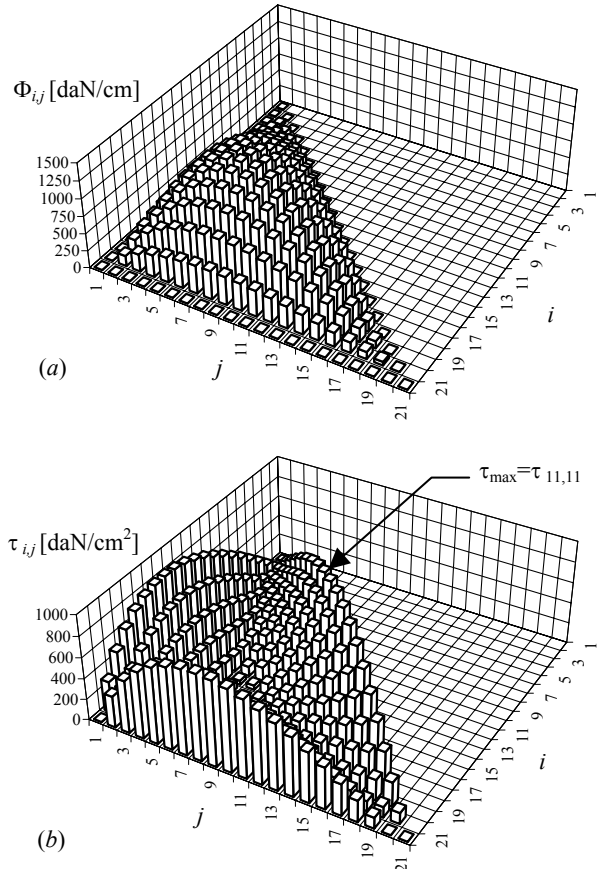 Φi,j [daN/cm]
1500
1250
1000
750
500
250
0
1 3 5 7 9 11 13 15 17 19 21
j
21 19 17 15 13 11 9 7 5 3 1
i
(a)
τmax=τ 11,11
τ i,j [daN/cm²]
1000
800
600
400
200
0
1 3 5 7 9 11 13 15 17 19 21
j
21 19 17 15 13 11 9 7 5 3 1
i
(b)